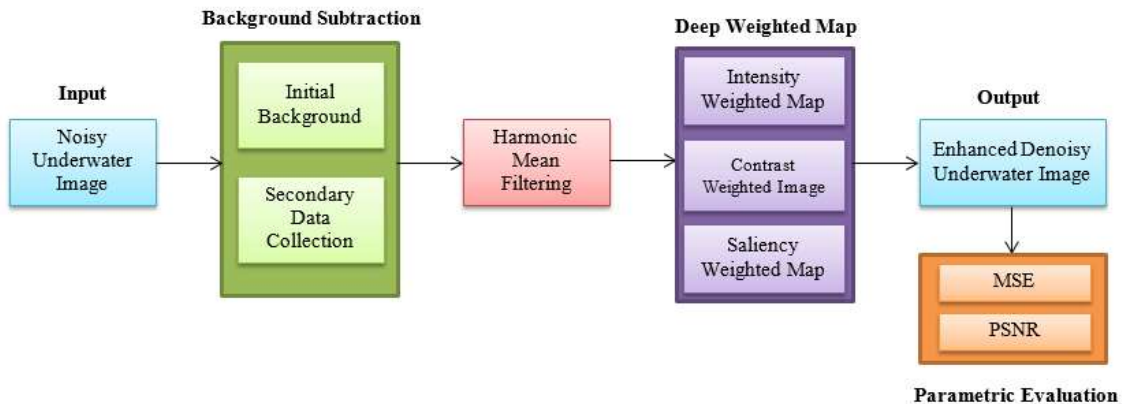 Background Subtraction
Deep Weighted Map
Input
Output
Noisy
Underwater
Image
Initial
Background
Secondary
Data
Collection
Harmonic
Mean
Filtering
Intensity
Weighted Map
Contrast
Weighted Image
Saliency
Weighted Map
Enhanced Denoisy
Underwater Image
MSE
PSNR
Parametric Evaluation